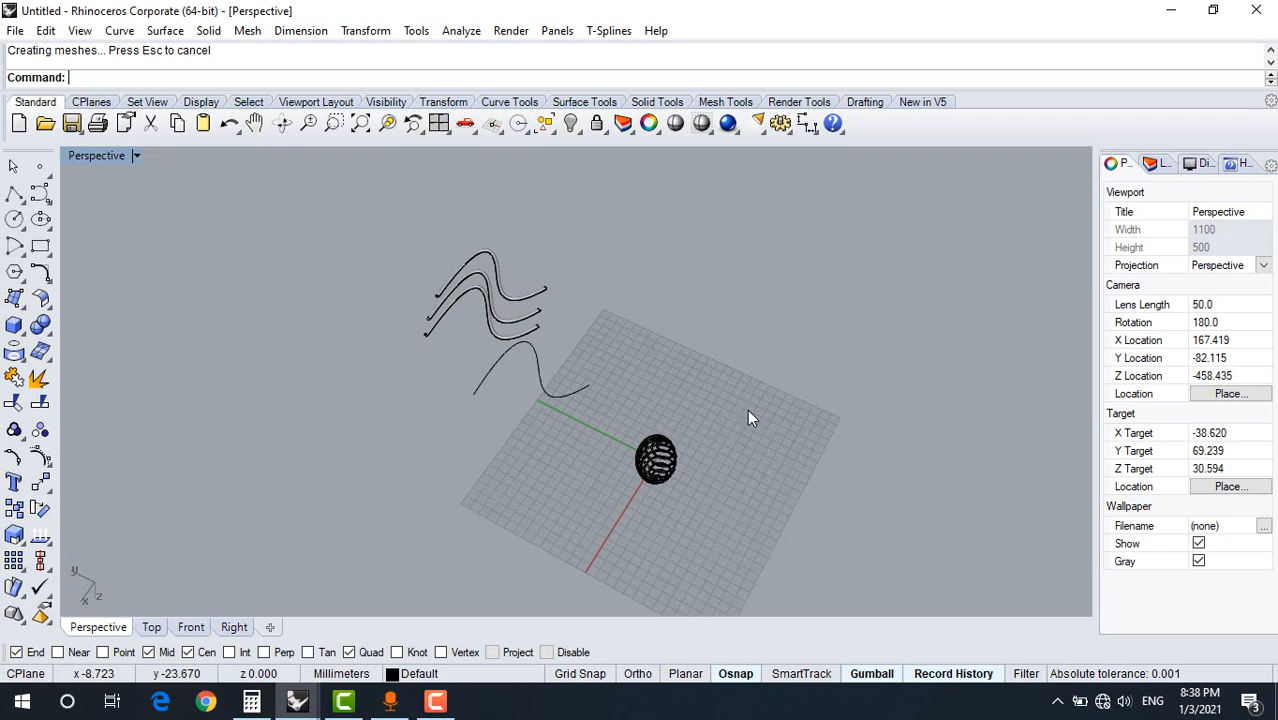 Untitled - Rhinoceros Corporate (64-bit) - [Perspective]
File Edit View Curve Surface Solid Mesh Dimension Transform Tools Analyze Render Panels T-Splines Help
Creating meshes... Press Esc to cancel
Command:
Standard CPlanes Set View Display Select Viewport Layout Visibility Transform Curve Tools Surface Tools Solid Tools Mesh Tools Render Tools Drafting New in V5
Perspective
P... L... Di... H...
Viewport
Title Perspective
Width 1100
Height 500
Projection Perspective
Camera
Lens Length 50.0
Rotation 180.0
X Location 167.419
Y Location -82.115
Z Location -458.435
Location Place...
Target
X Target -38.620
Y Target 69.239
Z Target 30.594
Location Place...
Wallpaper
Filename (none) ...
Show
Gray
y
x z
Perspective Top Front Right
End Near Point Mid Cen Int Perp Tan Quad Knot Vertex Project Disable
CPlane x -8.723 y -23.670 z 0.000 Millimeters Default Grid Snap Ortho Planar Osnap SmartTrack Gumball Record History Filter Absolute tolerance: 0.001
ENG 8:38 PM
1/3/2021 3